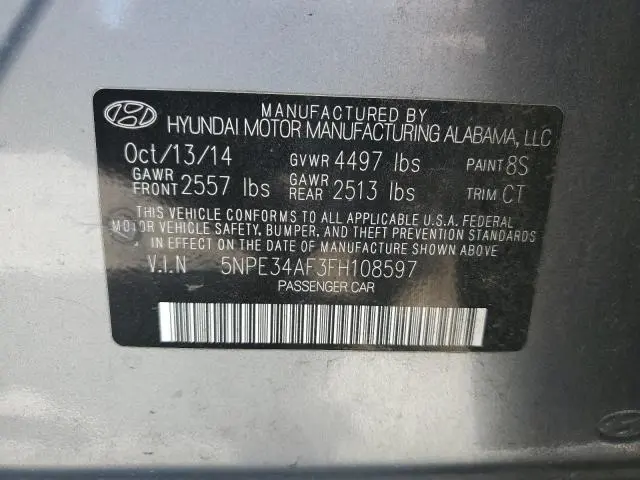 MANUFACTURED BY
HYUNDAI MOTOR MANUFACTURING ALABAMA, LLC
Oct/13/14 GVWR 4497 lbs PAINT 8S
GAWR FRONT 2557 lbs GAWR REAR 2513 lbs TRIM CT
THIS VEHICLE CONFORMS TO ALL APPLICABLE U.S.A. FEDERAL
MOTOR VEHICLE SAFETY, BUMPER, AND THEFT PREVENTION STANDARDS
IN EFFECT ON THE DATE OF MANUFACTURE SHOWN ABOVE.
V.I.N 5NPE34AF3FH108597
PASSENGER CAR